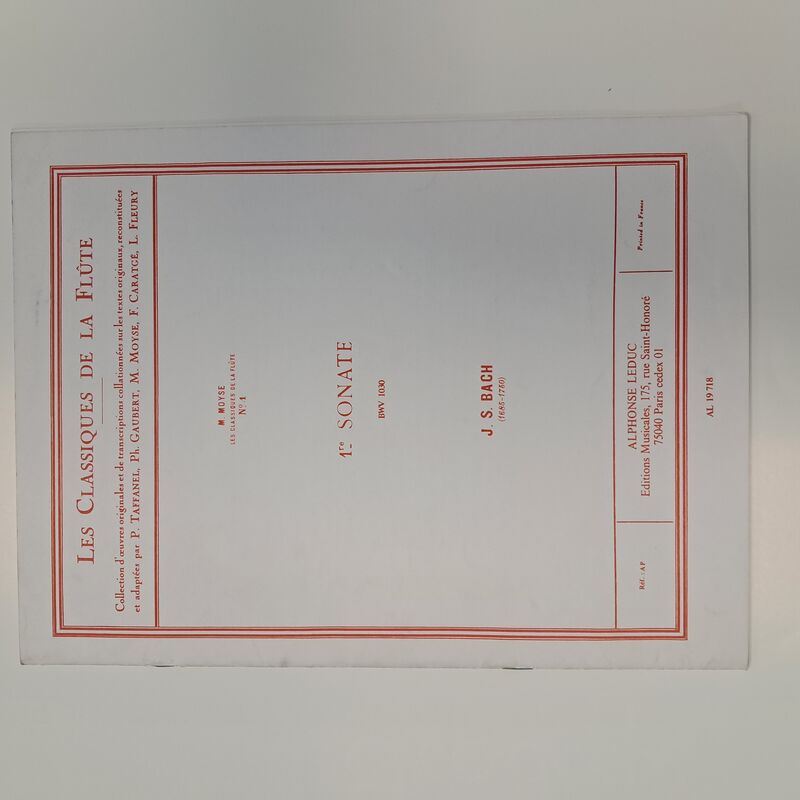 LES CLASSIQUES DE LA FLÛTE
Collection d'œuvres originales et de transcriptions collationnées sur les textes originaux, reconstituées
et adaptées par P. TAFFANEL, Ph. GAUBERT, M. MOYSE, F. CARATGÉ, L. FLEURY
M. MOYSE
LES CLASSIQUES DE LA FLÛTE
N° 1
1re SONATE
BWV 1030
J. S. BACH
(1685-1750)
Réf. : AP
ALPHONSE LEDUC
Editions Musicales, 175, rue Saint-Honoré
75040 Paris cedex 01
Printed in France
AL 19 718